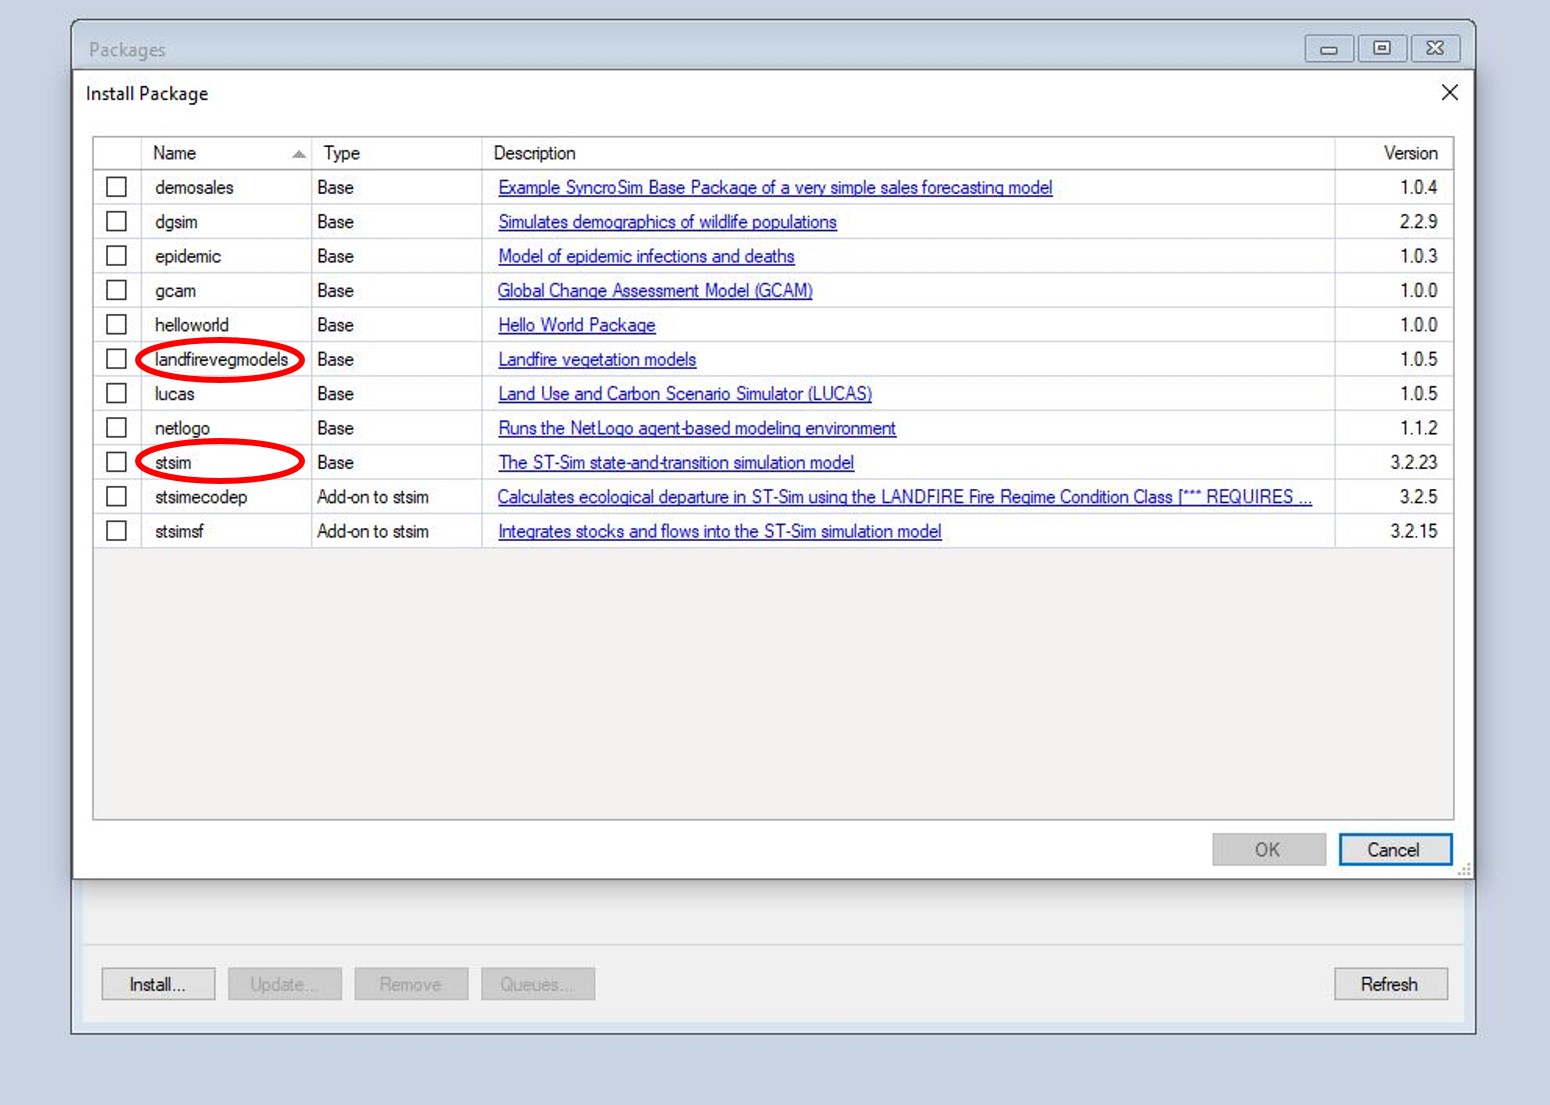 Packages
Install Package
Name Type Description Version
demosales Base Example SyncroSim Base Package of a very simple sales forecasting model 1.0.4
dgsim Base Simulates demographics of wildlife populations 2.2.9
epidemic Base Model of epidemic infections and deaths 1.0.3
gcam Base Global Change Assessment Model (GCAM) 1.0.0
helloworld Base Hello World Package 1.0.0
landfirevegmodels Base Landfire vegetation models 1.0.5
lucas Base Land Use and Carbon Scenario Simulator (LUCAS) 1.0.5
netlogo Base Runs the NetLogo agent-based modeling environment 1.1.2
stsim Base The ST-Sim state-and-transition simulation model 3.2.23
stsimecodep Add-on to stsim Calculates ecological departure in ST-Sim using the LANDFIRE Fire Regime Condition Class [*** REQUIRES ... 3.2.5
stsimsf Add-on to stsim Integrates stocks and flows into the ST-Sim simulation model 3.2.15
OK Cancel
Install... Update... Remove Queues... Refresh